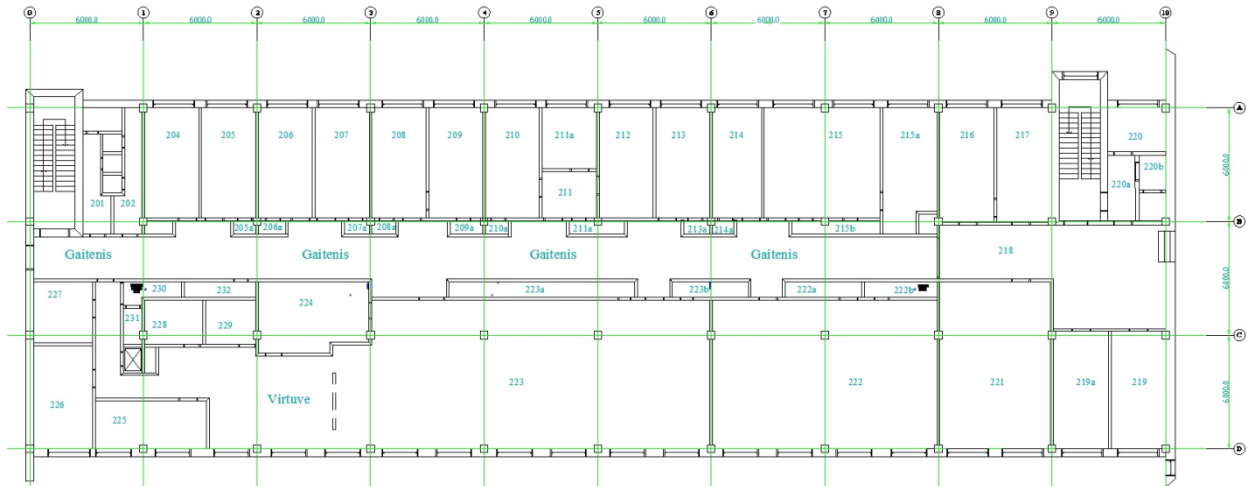 0 1 2 3 4 5 6 7 8 9 10
6000.0 6000.0 6000.0 6000.0 6000.0 6000.0 6000.0 6000.0 6000.0 6000.0
A
204 205 206 207 208 209 210 211a 212 213 214 215 215a 216 217 220
6000.0
220b
211
220a
201 202
B
205a 206a 207a 208a 209a 210a 211a 213a 214a 215b
Gaitenis Gaitenis Gaitenis Gaitenis 218
6000.0
227 230 232 224 223a 223b 222a 222b
231 228 229
C
226 223 222 221 219a 219
6000.0
Virtuve
225
D